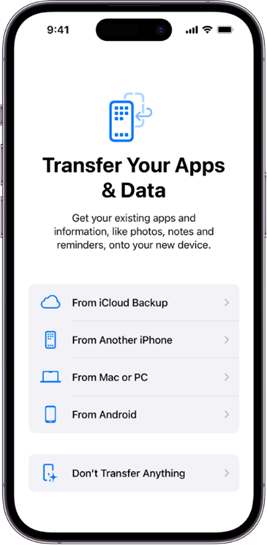 9:41
Transfer Your Apps
& Data
Get your existing apps and
information, like photos, notes and
reminders, onto your new device.
From iCloud Backup
From Another iPhone
From Mac or PC
From Android
Don't Transfer Anything